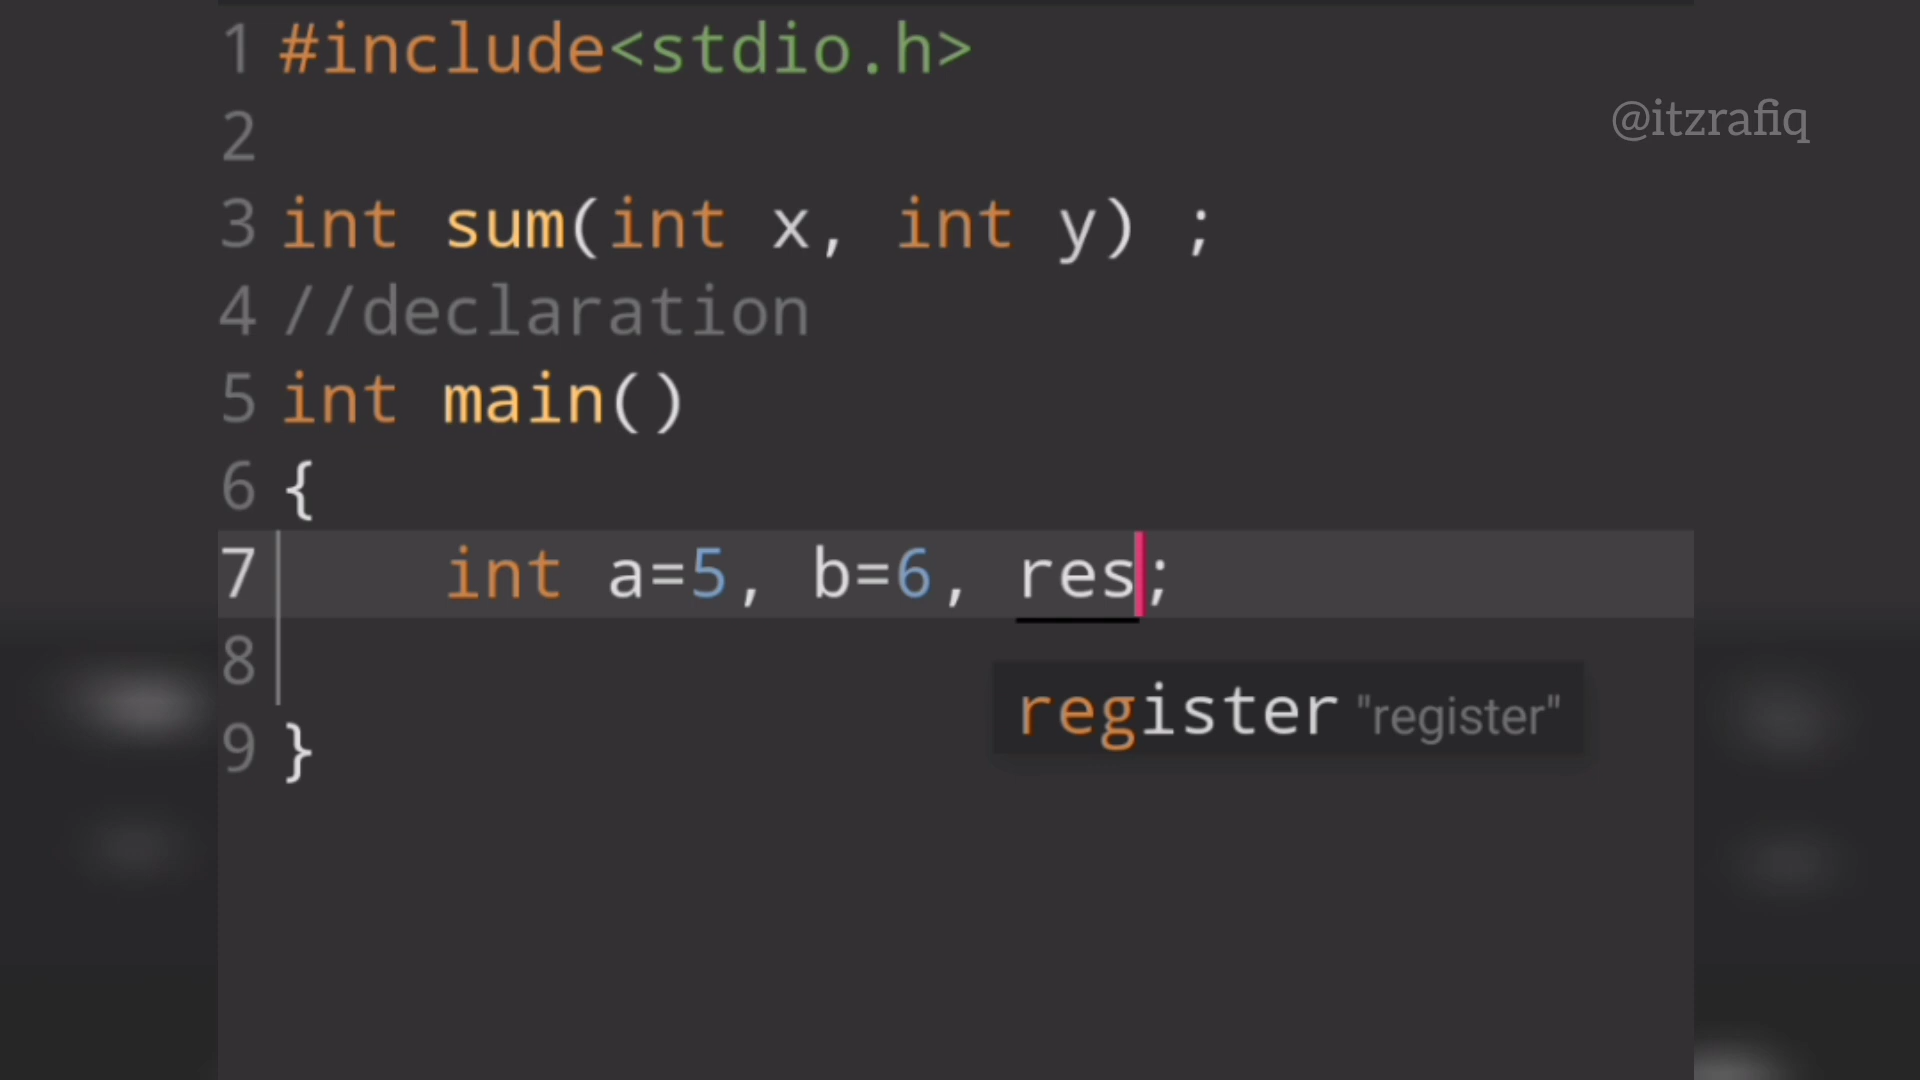 1 #include<stdio.h>
2
@itzrafiq
3 int sum(int x, int y) ;
4 //declaration
5 int main()
6 {
7 int a=5, b=6, res;
8
register "register"
9 }